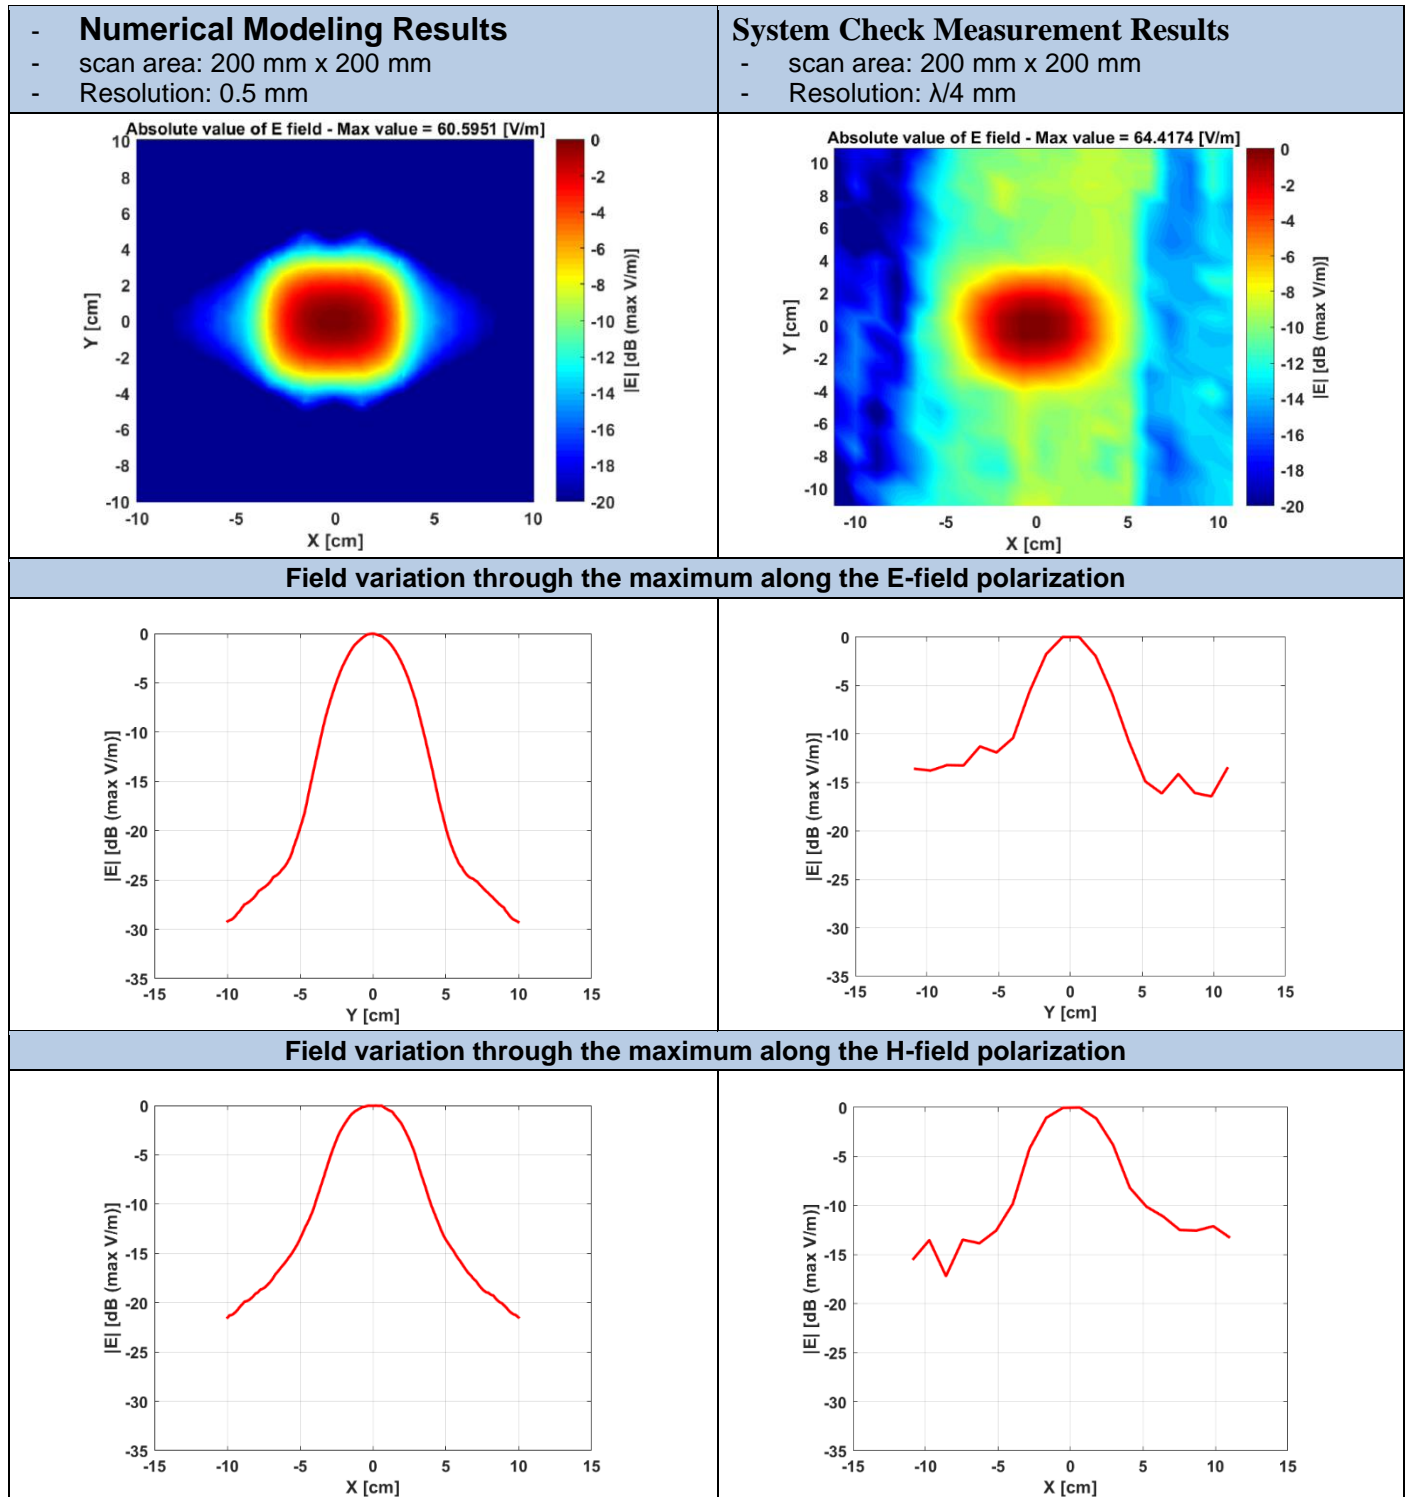 - Numerical Modeling Results
- scan area: 200 mm x 200 mm
- Resolution: 0.5 mm
System Check Measurement Results
- scan area: 200 mm x 200 mm
- Resolution: λ/4 mm
Absolute value of E field - Max value = 60.5951 [V/m]
10
8
6
4
2
0
-2
-4
-6
-8
-10
Y [cm]
-10 -5 0 5 10
X [cm]
0
-2
-4
-6
-8
-10
-12
-14
-16
-18
-20
|E| [dB (max V/m)]
Absolute value of E field - Max value = 64.4174 [V/m]
10
8
6
4
2
0
-2
-4
-6
-8
-10
Y [cm]
-10 -5 0 5 10
X [cm]
0
-2
-4
-6
-8
-10
-12
-14
-16
-18
-20
|E| [dB (max V/m)]
Field variation through the maximum along the E-field polarization
0
-5
-10
-15
-20
-25
-30
-35
|E| [dB (max V/m)]
-15 -10 -5 0 5 10 15
Y [cm]
0
-5
-10
-15
-20
-25
-30
-35
|E| [dB (max V/m)]
-15 -10 -5 0 5 10 15
Y [cm]
Field variation through the maximum along the H-field polarization
0
-5
-10
-15
-20
-25
-30
-35
|E| [dB (max V/m)]
-15 -10 -5 0 5 10 15
X [cm]
0
-5
-10
-15
-20
-25
-30
-35
|E| [dB (max V/m)]
-15 -10 -5 0 5 10 15
X [cm]